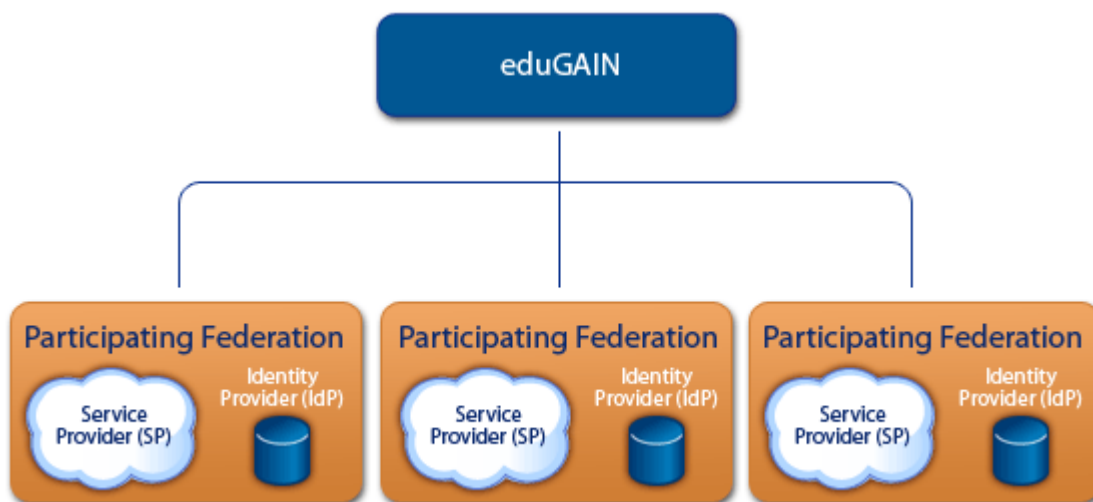 eduGAIN
Participating Federation
Service
Provider (SP)
Identity
Provider (IdP)
Participating Federation
Service
Provider (SP)
Identity
Provider (IdP)
Participating Federation
Service
Provider (SP)
Identity
Provider (IdP)